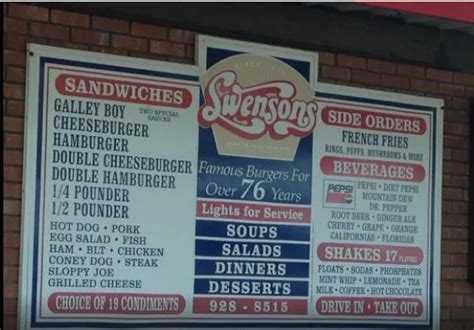 SANDWICHES
GALLEY BOY TWO SPECIAL SAUCES
CHEESEBURGER
HAMBURGER
DOUBLE CHEESEBURGER
DOUBLE HAMBURGER
1/4 POUNDER
1/2 POUNDER
HOT DOG • PORK
EGG SALAD • FISH
HAM • BLT • CHICKEN
CONEY DOG • STEAK
SLOPPY JOE
GRILLED CHEESE
CHOICE OF 19 CONDIMENTS
SINCE
Swensons
Famous Burgers For
Over 76 Years
Lights for Service
SOUPS
SALADS
DINNERS
DESSERTS
928 - 8515
SIDE ORDERS
FRENCH FRIES
RINGS, PUFFS, MUSHROOMS & MORE
BEVERAGES
PEPSI
PEPSI • DIET PEPSI
MOUNTAIN DEW
DR. PEPPER
ROOT BEER • GINGER ALE
CHERRY • GRAPE • ORANGE
CALIFORNIAS • FLORIDAS
SHAKES 17 FLAVORS
FLOATS • SODAS • PHOSPHATES
MINT WHIP • LEMONADE • TEA
MILK • COFFEE • HOT CHOCOLATE
DRIVE IN • TAKE OUT